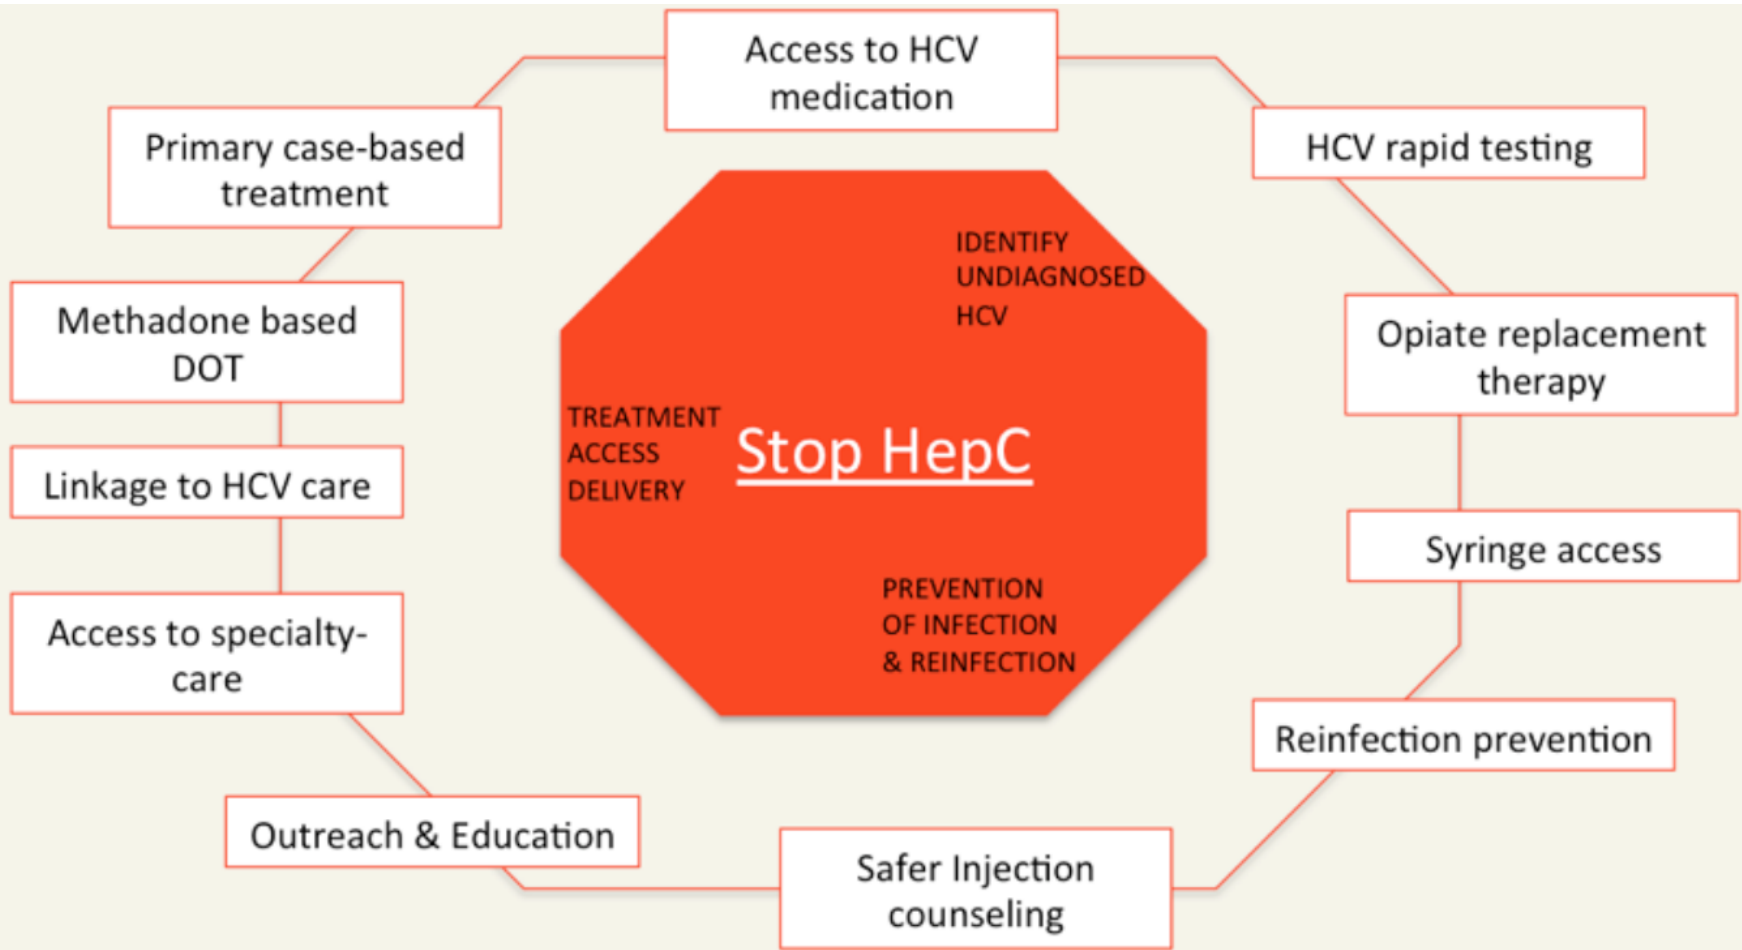 Access to HCV
medication
Primary case-based
treatment
HCV rapid testing
IDENTIFY
UNDIAGNOSED
HCV
Methadone based
DOT
Opiate replacement
therapy
TREATMENT
ACCESS
DELIVERY
Stop HepC
Linkage to HCV care
Syringe access
PREVENTION
OF INFECTION
& REINFECTION
Access to specialty-
care
Reinfection prevention
Outreach & Education
Safer Injection
counseling